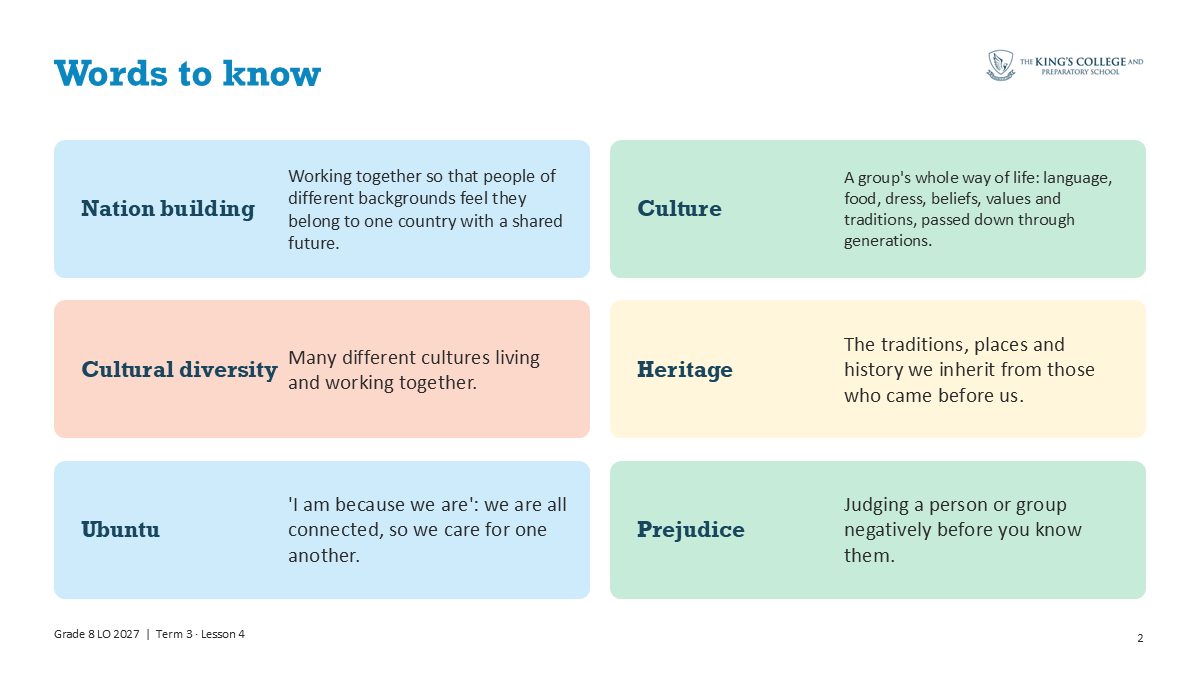 Words to know
THE KING'S COLLEGE AND
PREPARATORY SCHOOL
Nation building
Working together so that people of
different backgrounds feel they
belong to one country with a shared
future.
Culture
A group's whole way of life: language,
food, dress, beliefs, values and
traditions, passed down through
generations.
Cultural diversity
Many different cultures living
and working together.
Heritage
The traditions, places and
history we inherit from those
who came before us.
Ubuntu
'I am because we are': we are all
connected, so we care for one
another.
Prejudice
Judging a person or group
negatively before you know
them.
Grade 8 LO 2027 | Term 3 · Lesson 4
2